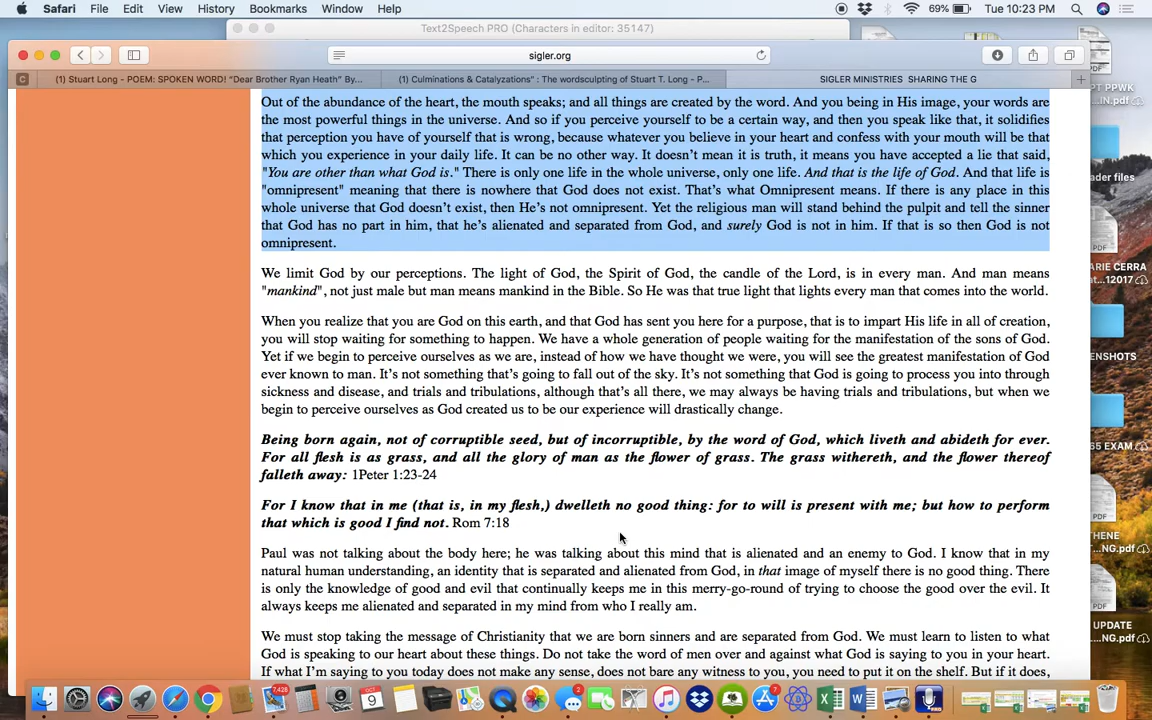 Safari File Edit View History Bookmarks Window Help 69% Tue 10:23 PM
Text2Speech PRO (Characters in editor: 35147)
sigler.org
C (1) Stuart Long - POEM: SPOKEN WORD! "Dear Brother Ryan Heath" By... (1) Culminations & Catalyzations" : The wordsculpting of Stuart T. Long - P... SIGLER MINISTRIES SHARING THE G
Out of the abundance of the heart, the mouth speaks; and all things are created by the word. And you being in His image, your words are
the most powerful things in the universe. And so if you perceive yourself to be a certain way, and then you speak like that, it solidifies
that perception you have of yourself that is wrong, because whatever you believe in your heart and confess with your mouth will be that
which you experience in your daily life. It can be no other way. It doesn't mean it is truth, it means you have accepted a lie that said,
"You are other than what God is." There is only one life in the whole universe, only one life. And that is the life of God. And that life is
"omnipresent" meaning that there is nowhere that God does not exist. That's what Omnipresent means. If there is any place in this
whole universe that God doesn't exist, then He's not omnipresent. Yet the religious man will stand behind the pulpit and tell the sinner
that God has no part in him, that he's alienated and separated from God, and surely God is not in him. If that is so then God is not
omnipresent.
We limit God by our perceptions. The light of God, the Spirit of God, the candle of the Lord, is in every man. And man means
"mankind", not just male but man means mankind in the Bible. So He was that true light that lights every man that comes into the world.
When you realize that you are God on this earth, and that God has sent you here for a purpose, that is to impart His life in all of creation,
you will stop waiting for something to happen. We have a whole generation of people waiting for the manifestation of the sons of God.
Yet if we begin to perceive ourselves as we are, instead of how we have thought we were, you will see the greatest manifestation of God
ever known to man. It's not something that's going to fall out of the sky. It's not something that God is going to process you into through
sickness and disease, and trials and tribulations, although that's all there, we may always be having trials and tribulations, but when we
begin to perceive ourselves as God created us to be our experience will drastically change.
Being born again, not of corruptible seed, but of incorruptible, by the word of God, which liveth and abideth for ever.
For all flesh is as grass, and all the glory of man as the flower of grass. The grass withereth, and the flower thereof
falleth away: 1Peter 1:23-24
For I know that in me (that is, in my flesh,) dwelleth no good thing: for to will is present with me; but how to perform
that which is good I find not. Rom 7:18
Paul was not talking about the body here; he was talking about this mind that is alienated and an enemy to God. I know that in my
natural human understanding, an identity that is separated and alienated from God, in that image of myself there is no good thing. There
is only the knowledge of good and evil that continually keeps me in this merry-go-round of trying to choose the good over the evil. It
always keeps me alienated and separated in my mind from who I really am.
We must stop taking the message of Christianity that we are born sinners and are separated from God. We must learn to listen to what
God is speaking to our heart about these things. Do not take the word of men over and against what God is saying to you in your heart.
If what I'm saying to you today does not make any sense, does not bare any witness to you, you need to put it on the shelf. But if it does,
PDF
PT PPWK
IN.pdf
ader files
PDF
ARIE CERRA
at...12017
ENSHOTS
65 EXAM
PDF
THENE
NG.pdf
PDF
UPDATE
NG.pdf
7,428
OCT
9
2
7